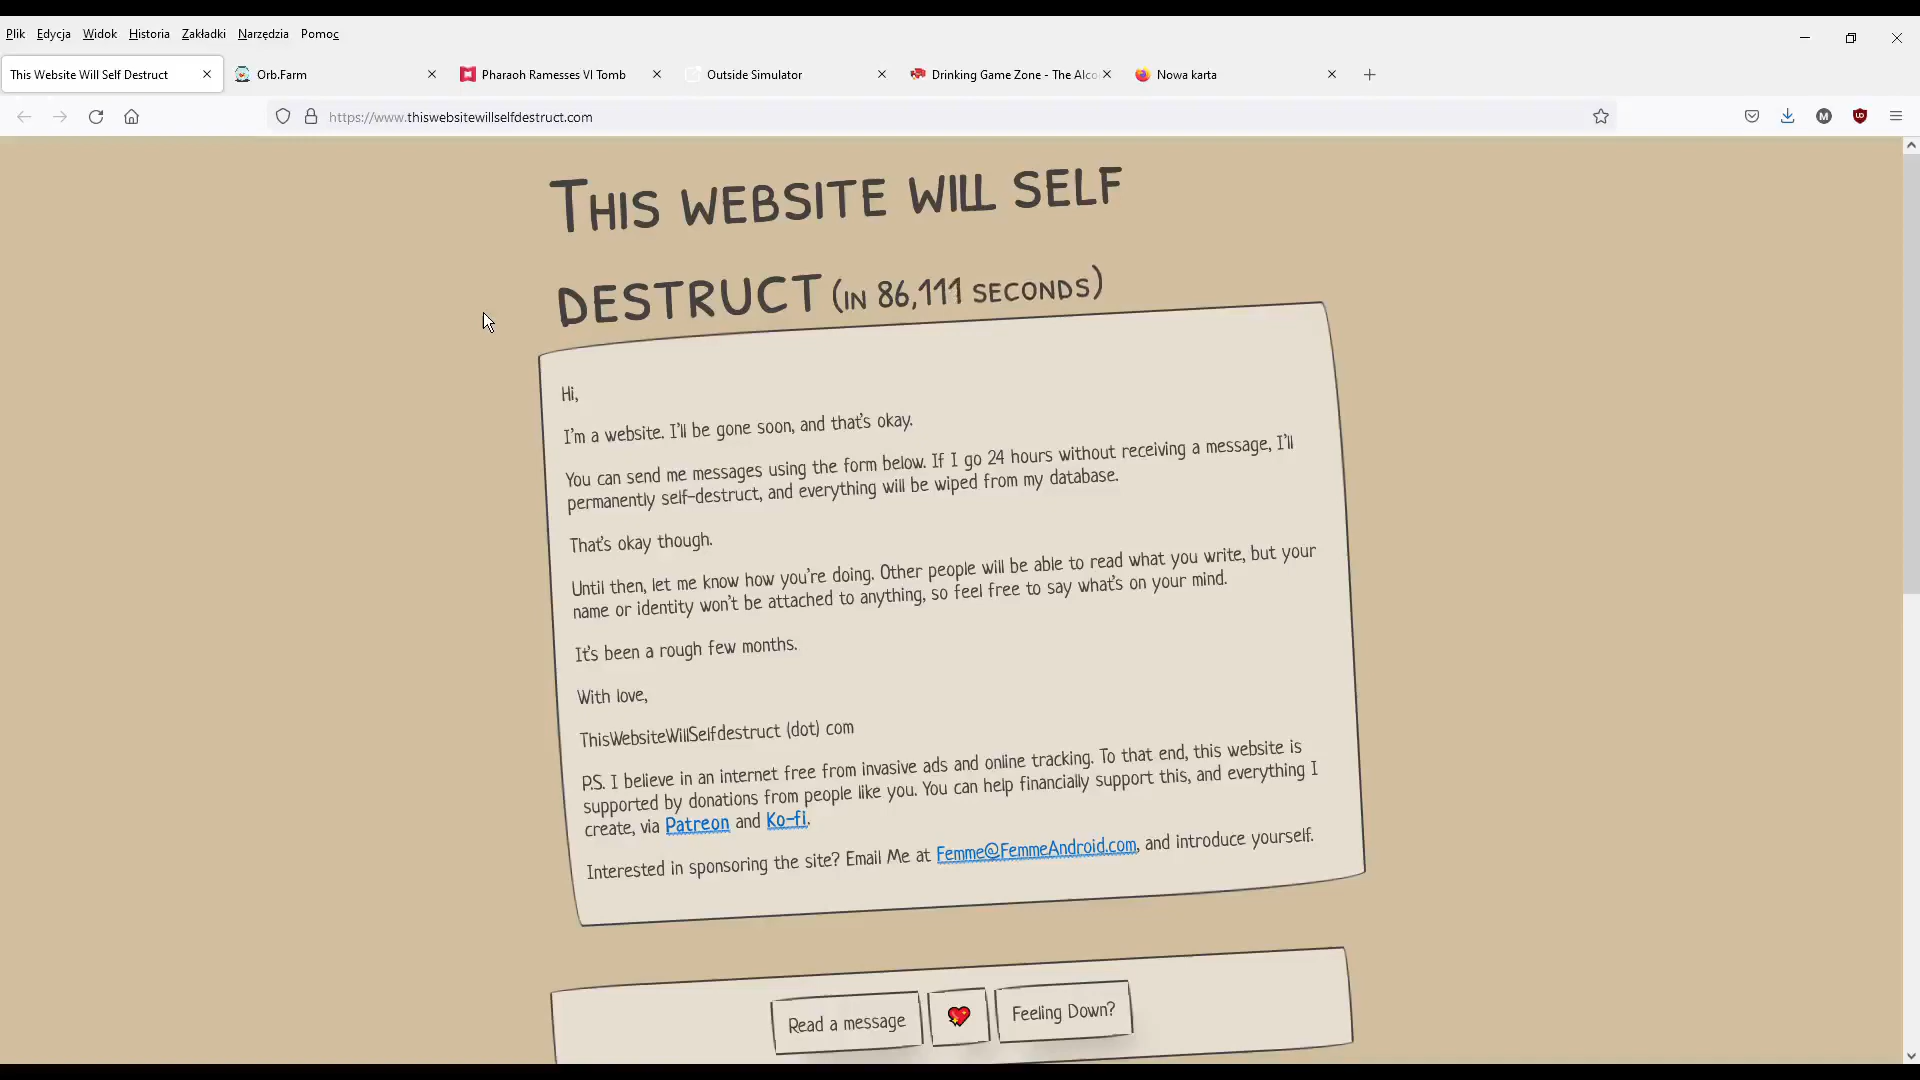 Plik Edycja Widok Historia Zakładki Narzędzia Pomoc
This Website Will Self Destruct
Orb.Farm
Pharaoh Ramesses VI Tomb
Outside Simulator
Drinking Game Zone - The Alco
Nowa karta
https://www.thiswebsitewillselfdestruct.com
M
This website will self
destruct (in 86,111 seconds)
Hi,
I'm a website. I'll be gone soon, and that's okay.
You can send me messages using the form below. If I go 24 hours without receiving a message, I'll
permanently self-destruct, and everything will be wiped from my database.
That's okay though.
Until then, let me know how you're doing. Other people will be able to read what you write, but your
name or identity won't be attached to anything, so feel free to say what's on your mind.
It's been a rough few months.
With love,
ThisWebsiteWillSelfdestruct (dot) com
P.S. I believe in an internet free from invasive ads and online tracking. To that end, this website is
supported by donations from people like you. You can help financially support this, and everything I
create, via Patreon and Ko-fi.
Interested in sponsoring the site? Email Me at Femme@FemmeAndroid.com, and introduce yourself.
Read a message
Feeling Down?